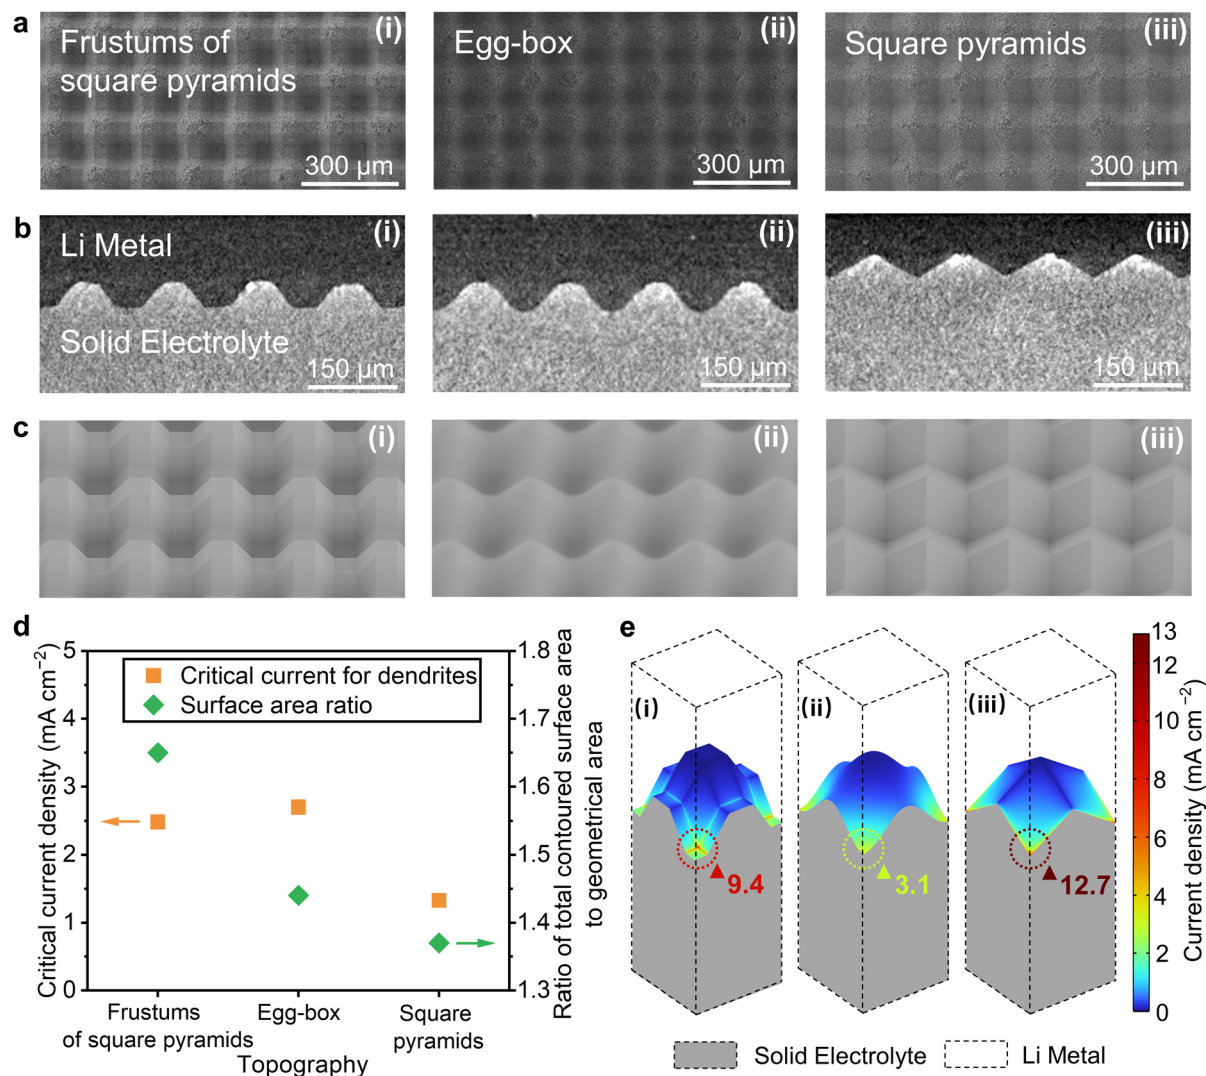 a
Frustums of
square pyramids
(i)
300 µm
Egg-box
(ii)
300 µm
Square pyramids
(iii)
300 µm
b
Li Metal
(i)
Solid Electrolyte
150 µm
(ii)
150 µm
(iii)
150 µm
c
(i)
(ii)
(iii)
d
Critical current density (mA cm⁻²)
5
4
3
2
1
0
Critical current for dendrites
Surface area ratio
1.8
1.7
1.6
1.5
1.4
1.3
Ratio of total contoured surface area
to geometrical area
Frustums
of square pyramids
Egg-box
Square
pyramids
Topography
e
(i)
9.4
(ii)
3.1
(iii)
12.7
13
12
10
8
6
4
2
0
Current density (mA cm⁻²)
Solid Electrolyte
Li Metal